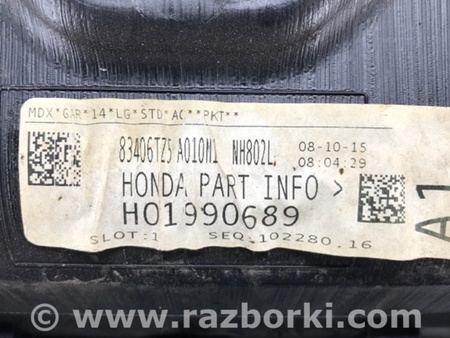 MDX*GAR*14*LG*STD*AC**PKT**
83406TZ5 A010M1 NH802L
08-10-15
08:04:29
HONDA PART INFO >
H01990689
A1
SLOT:1 SEQ:102280.16
www.razborki.com